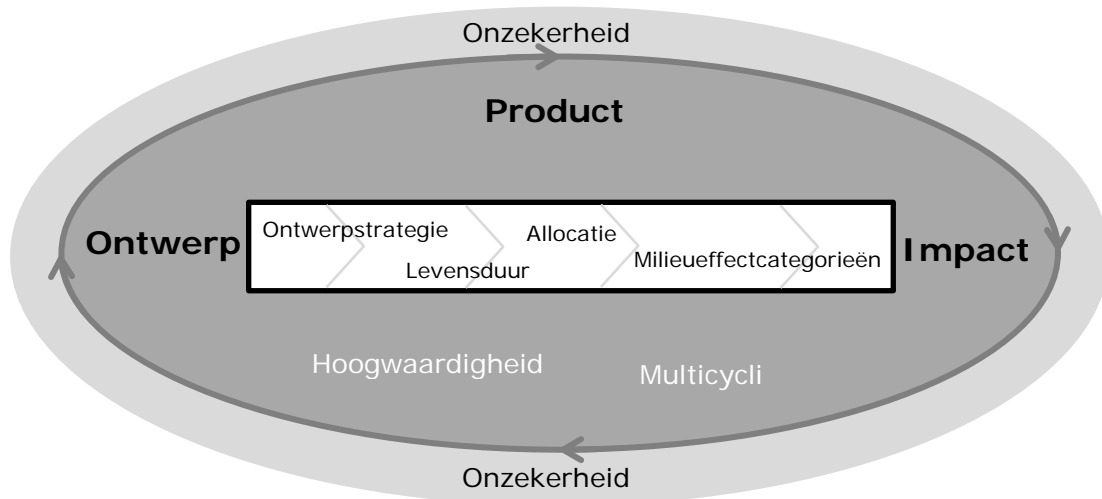 Onzekerheid
Product
Ontwerp
Ontwerpstrategie
Levensduur
Allocatie
Milieueffectcategorieën
Impact
Hoogwaardigheid
Multicycli
Onzekerheid